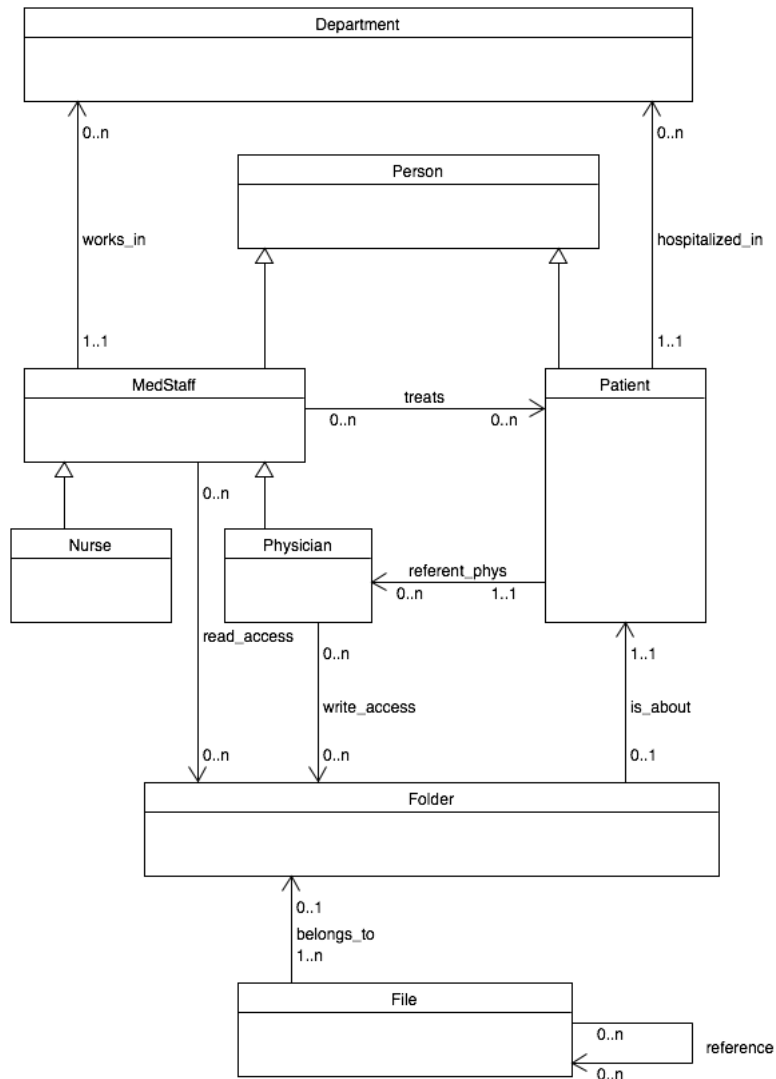 Department
0..n
0..n
Person
works_in
hospitalized_in
1..1
1..1
MedStaff
Patient
treats
0..n
0..n
0..n
Nurse
Physician
referent_phys
0..n
1..1
read_access
0..n
1..1
write_access
is_about
0..n
0..n
0..1
Folder
0..1
belongs_to
1..n
File
0..n
reference
0..n